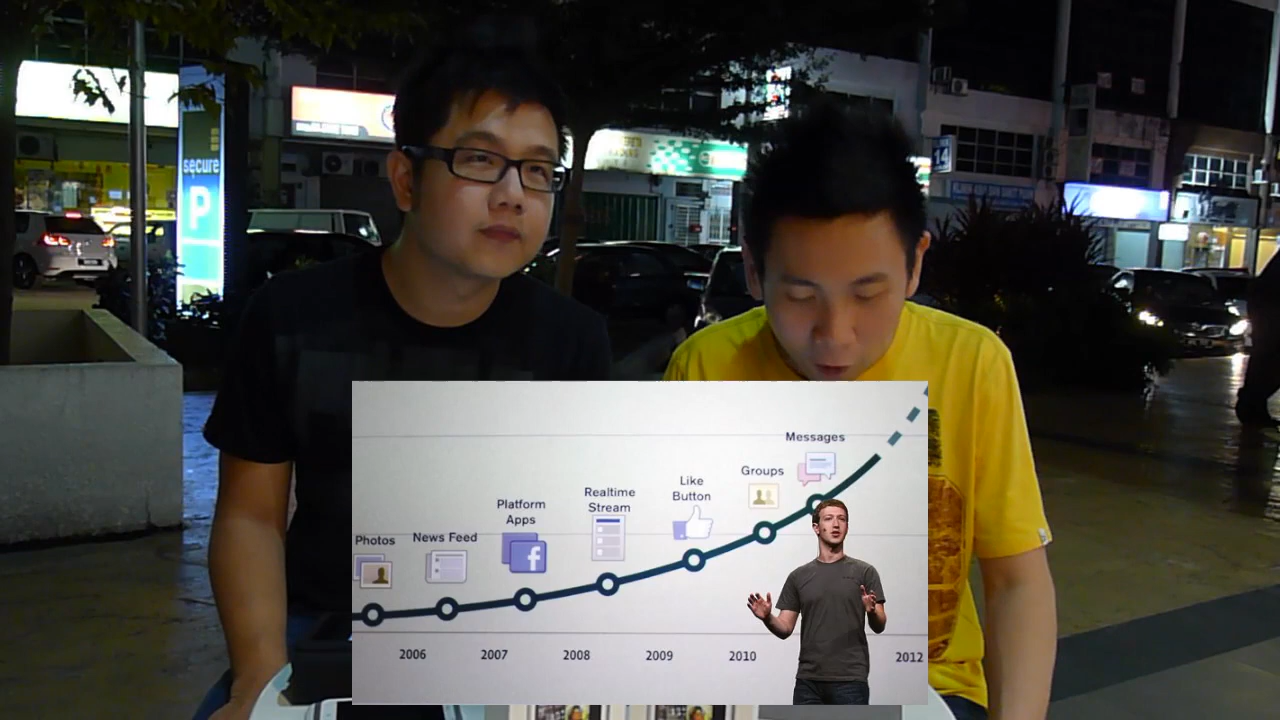 secure
P
14
Messages
Groups
Like
Button
Realtime
Stream
Platform
Apps
News Feed
Photos
2006
2007
2008
2009
2010
2012